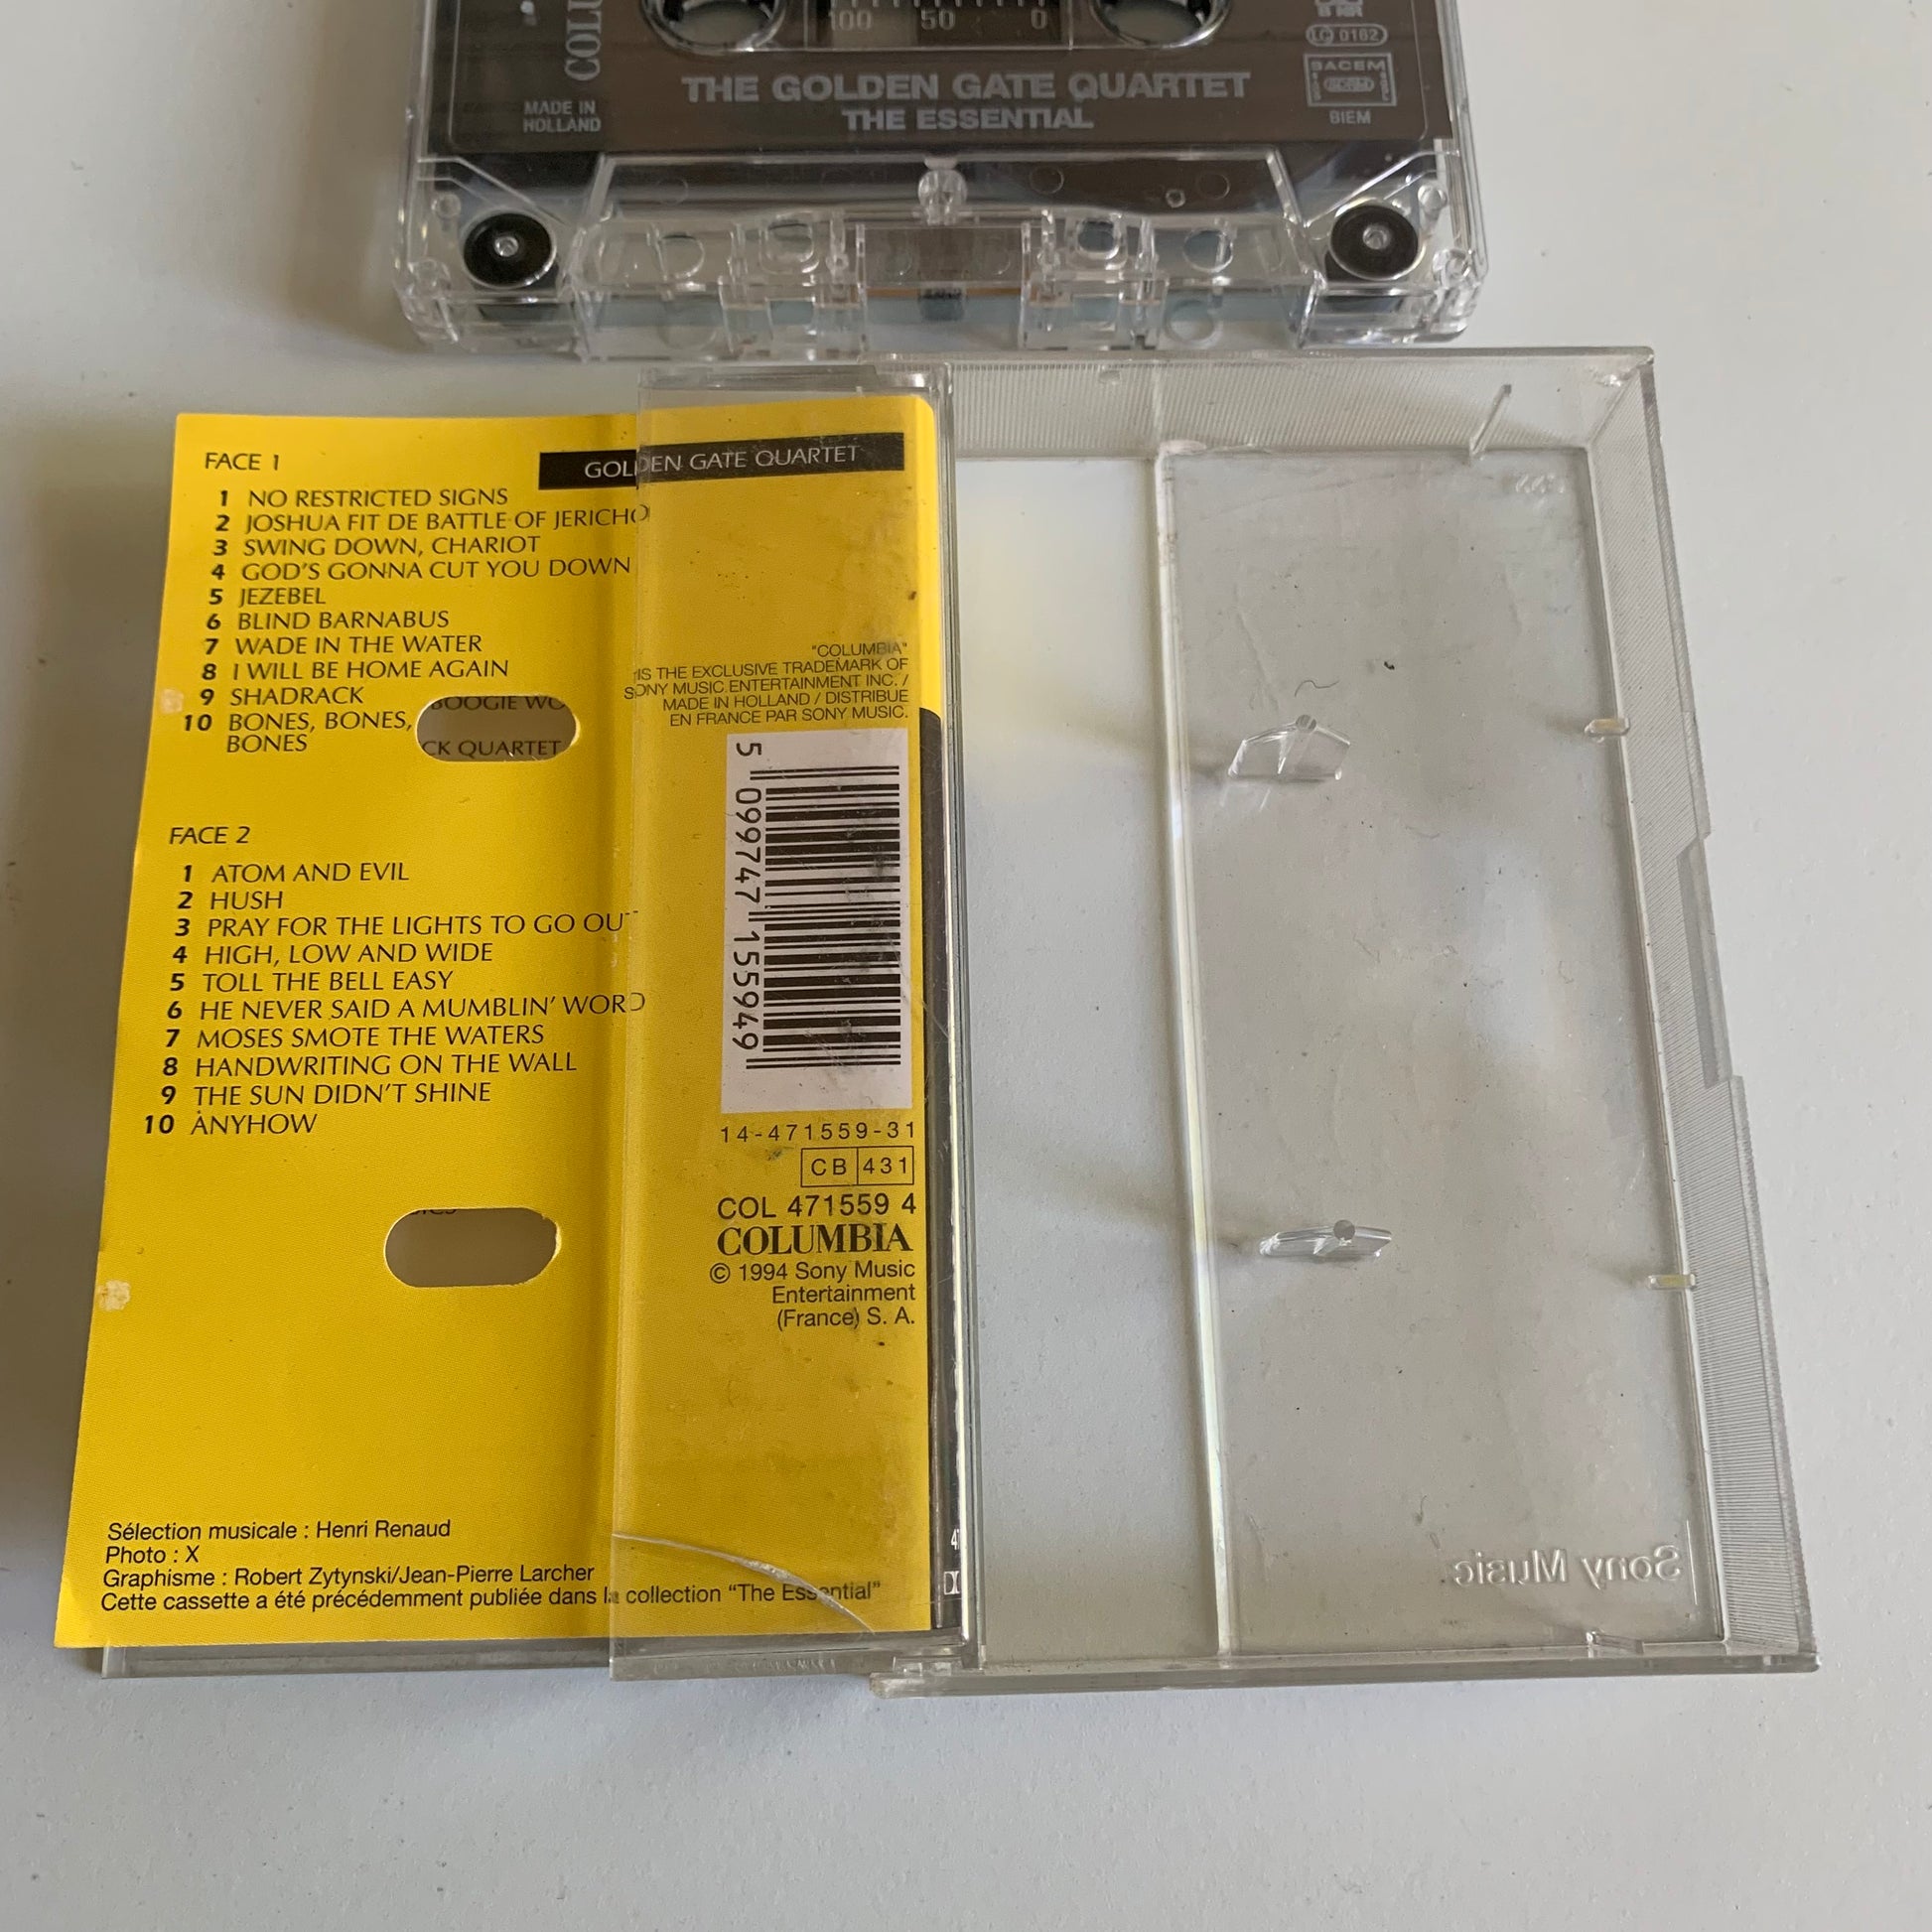 100 50 0
LC 0162
THE GOLDEN GATE QUARTET
THE ESSENTIAL
MADE IN
HOLLAND
SACEM
BIEM
GOLDEN GATE QUARTET
FACE 1
1 NO RESTRICTED SIGNS
2 JOSHUA FIT DE BATTLE OF JERICHO
3 SWING DOWN, CHARIOT
4 GOD'S GONNA CUT YOU DOWN
5 JEZEBEL
6 BLIND BARNABUS
7 WADE IN THE WATER
8 I WILL BE HOME AGAIN
9 SHADRACK
10 BONES, BONES,
BONES
BOOGIE WO
CK QUARTET
FACE 2
1 ATOM AND EVIL
2 HUSH
3 PRAY FOR THE LIGHTS TO GO OUT
4 HIGH, LOW AND WIDE
5 TOLL THE BELL EASY
6 HE NEVER SAID A MUMBLIN' WORD
7 MOSES SMOTE THE WATERS
8 HANDWRITING ON THE WALL
9 THE SUN DIDN'T SHINE
10 ANYHOW
Sélection musicale : Henri Renaud
Photo : X
Graphisme : Robert Zytynski/Jean-Pierre Larcher
Cette cassette a été précédemment publiée dans la collection "The Essential"
"COLUMBIA"
IS THE EXCLUSIVE TRADEMARK OF
SONY MUSIC ENTERTAINMENT INC. /
MADE IN HOLLAND / DISTRIBUE
EN FRANCE PAR SONY MUSIC.
5 099747 155949
14-471559-31
CB 431
COL 471559 4
COLUMBIA
© 1994 Sony Music
Entertainment
(France) S. A.
Sony Music